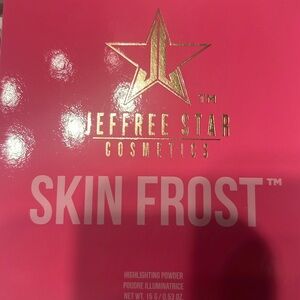 ™
JEFFREE STAR
COSMETICS
SKIN FROST™
HIGHLIGHTING POWDER
POUDRE ILLUMINATRICE
NET WT. 15 G / 0.53 OZ.